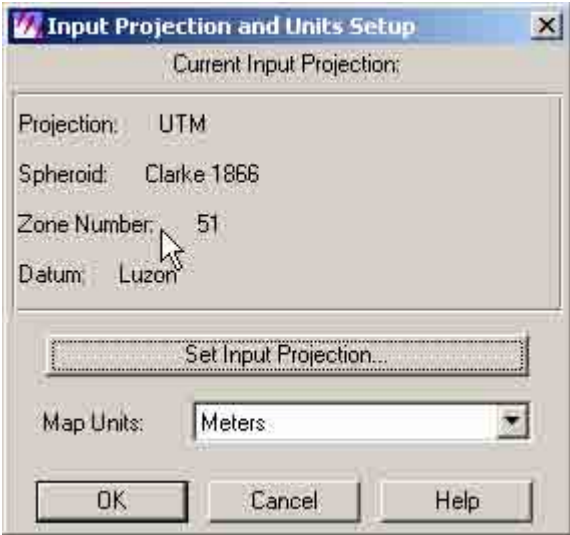 Input Projection and Units Setup
Current Input Projection:
Projection: UTM
Spheroid: Clarke 1866
Zone Number: 51
Datum: Luzon
Set Input Projection...
Map Units: Meters
OK Cancel Help